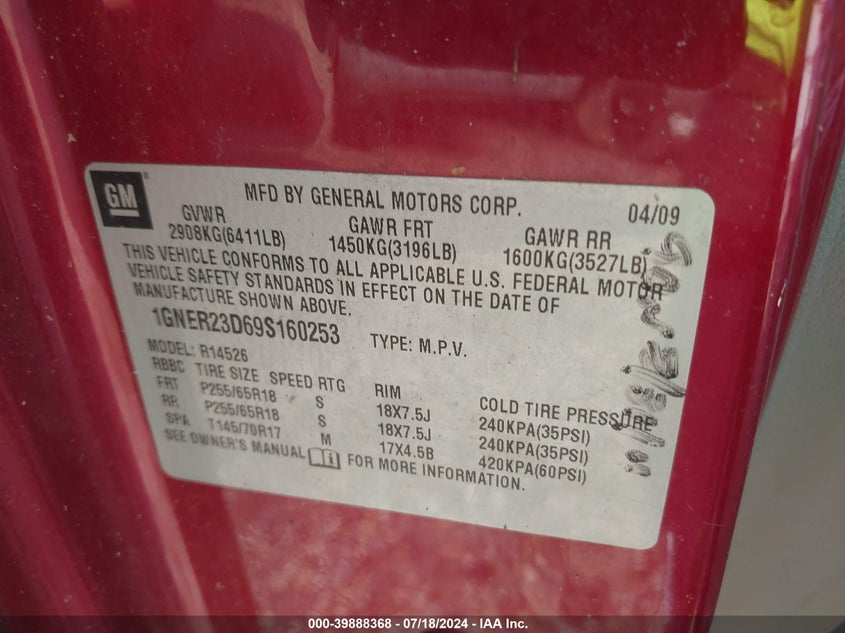 GM
MFD BY GENERAL MOTORS CORP. 04/09
GVWR GAWR FRT GAWR RR
2908KG(6411LB) 1450KG(3196LB) 1600KG(3527LB)
THIS VEHICLE CONFORMS TO ALL APPLICABLE U.S. FEDERAL MOTOR
VEHICLE SAFETY STANDARDS IN EFFECT ON THE DATE OF
MANUFACTURE SHOWN ABOVE.
1GNER23D69S160253 TYPE: M.P.V.
MODEL: R14526
RBBC TIRE SIZE SPEED RTG RIM COLD TIRE PRESSURE
FRT P255/65R18 S 18X7.5J 240KPA(35PSI)
RR P255/65R18 S 18X7.5J 240KPA(35PSI)
SPA T145/70R17 M 17X4.5B 420KPA(60PSI)
SEE OWNER'S MANUAL FOR MORE INFORMATION.
000-39888368 - 07/18/2024 - IAA Inc.